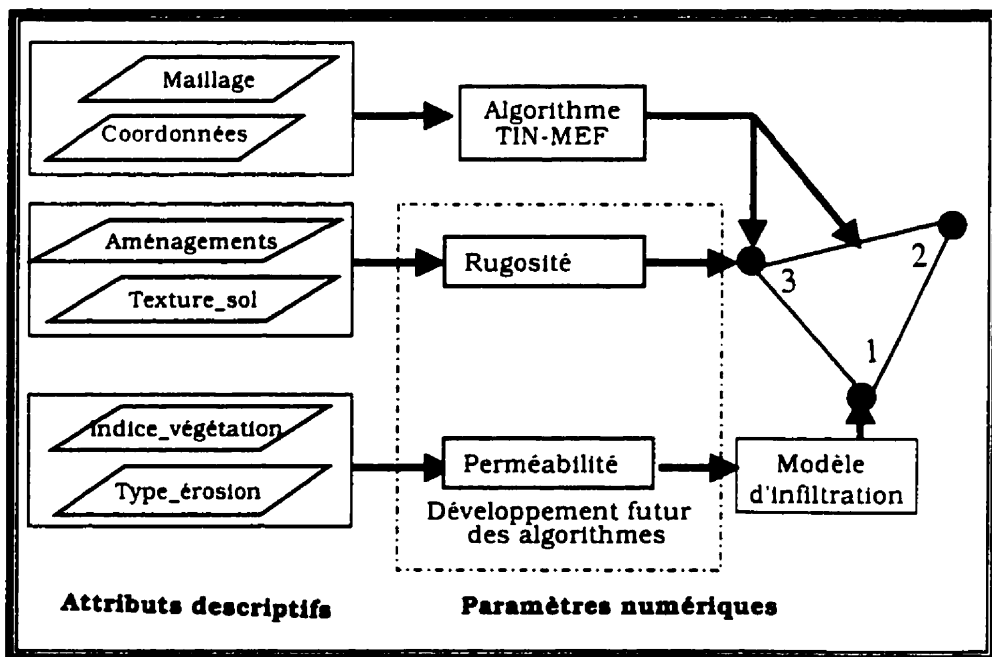 Maillage
Coordonnées
Algorithme
TIN-MEF
Aménagements
Texture_sol
Rugosité
3
2
1
Indice_végétation
Type_érosion
Perméabilité
Modèle
d'infiltration
Développement futur
des algorithmes
Attributs descriptifs
Paramètres numériques